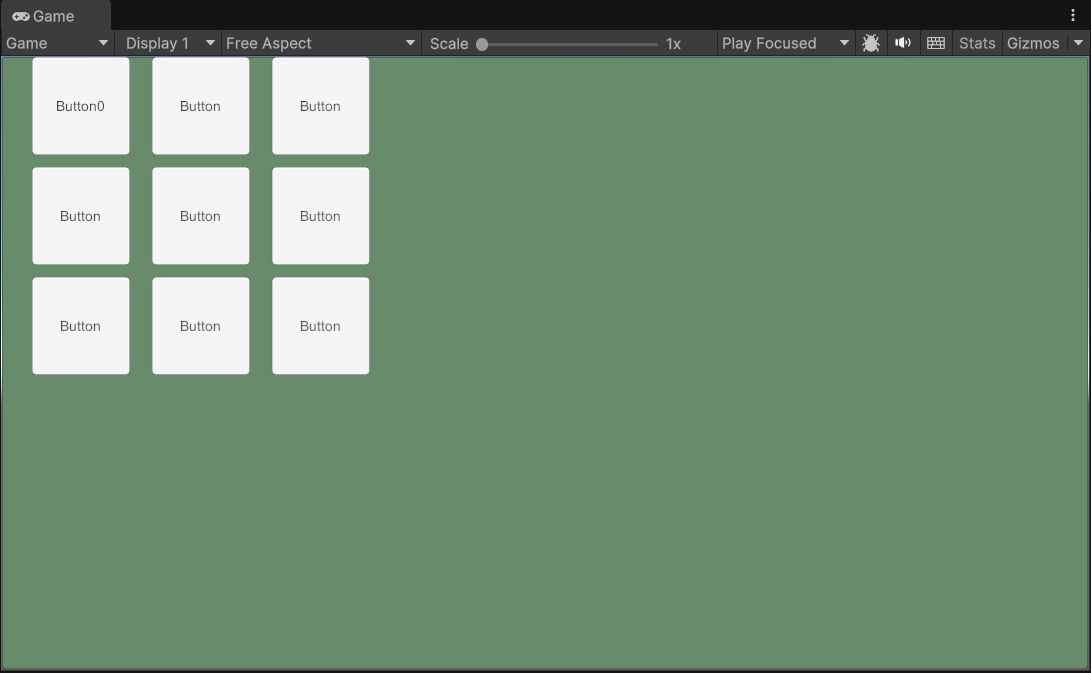 Game
Game Display 1 Free Aspect Scale 1x Play Focused Stats Gizmos
Button0 Button Button
Button Button Button
Button Button Button